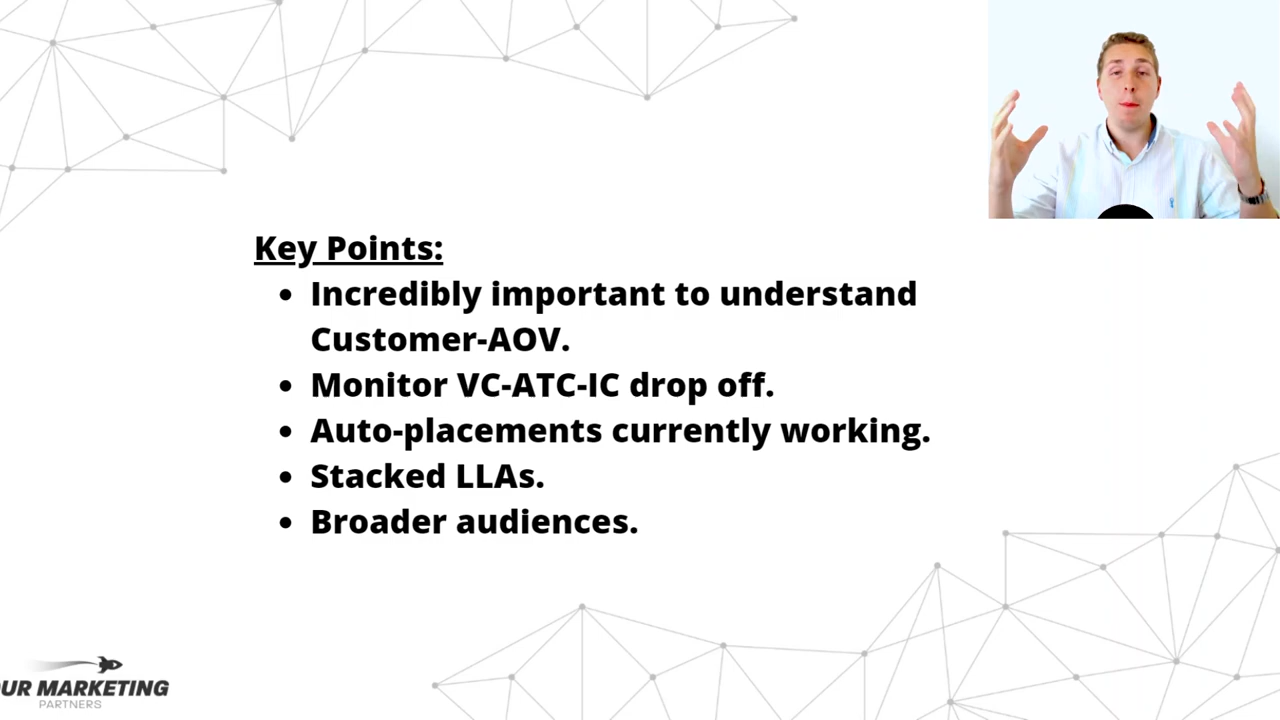 Key Points:
Incredibly important to understand
Customer-AOV.
Monitor VC-ATC-IC drop off.
Auto-placements currently working.
Stacked LLAs.
Broader audiences.
OUR MARKETING
PARTNERS